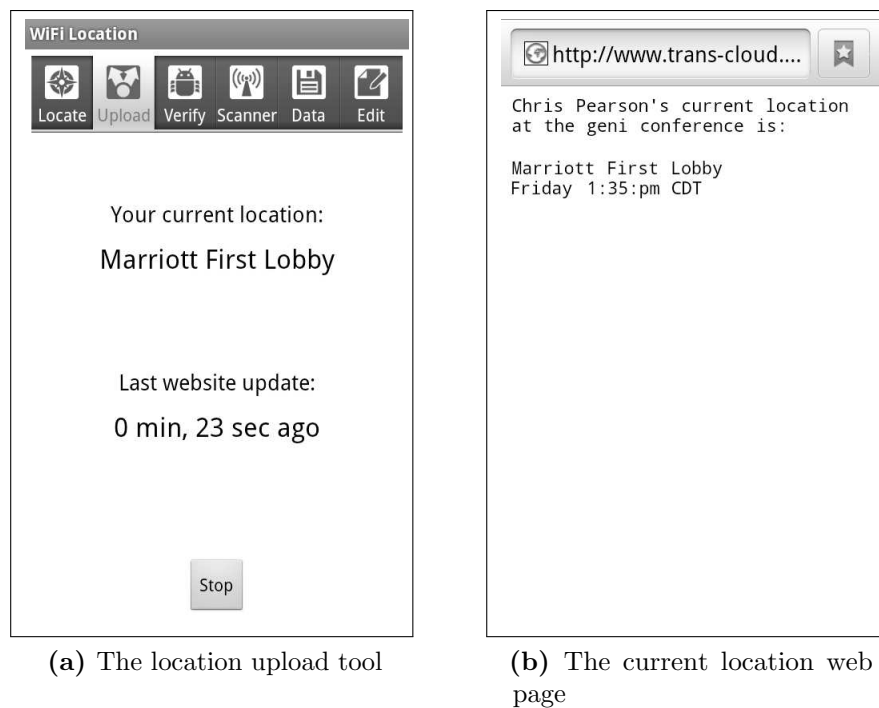 WiFi Location
Locate Upload Verify Scanner Data Edit
Your current location:
Marriott First Lobby
Last website update:
0 min, 23 sec ago
Stop
(a) The location upload tool
http://www.trans-cloud....
Chris Pearson's current location
at the geni conference is:
Marriott First Lobby
Friday 1:35:pm CDT
(b) The current location web
page